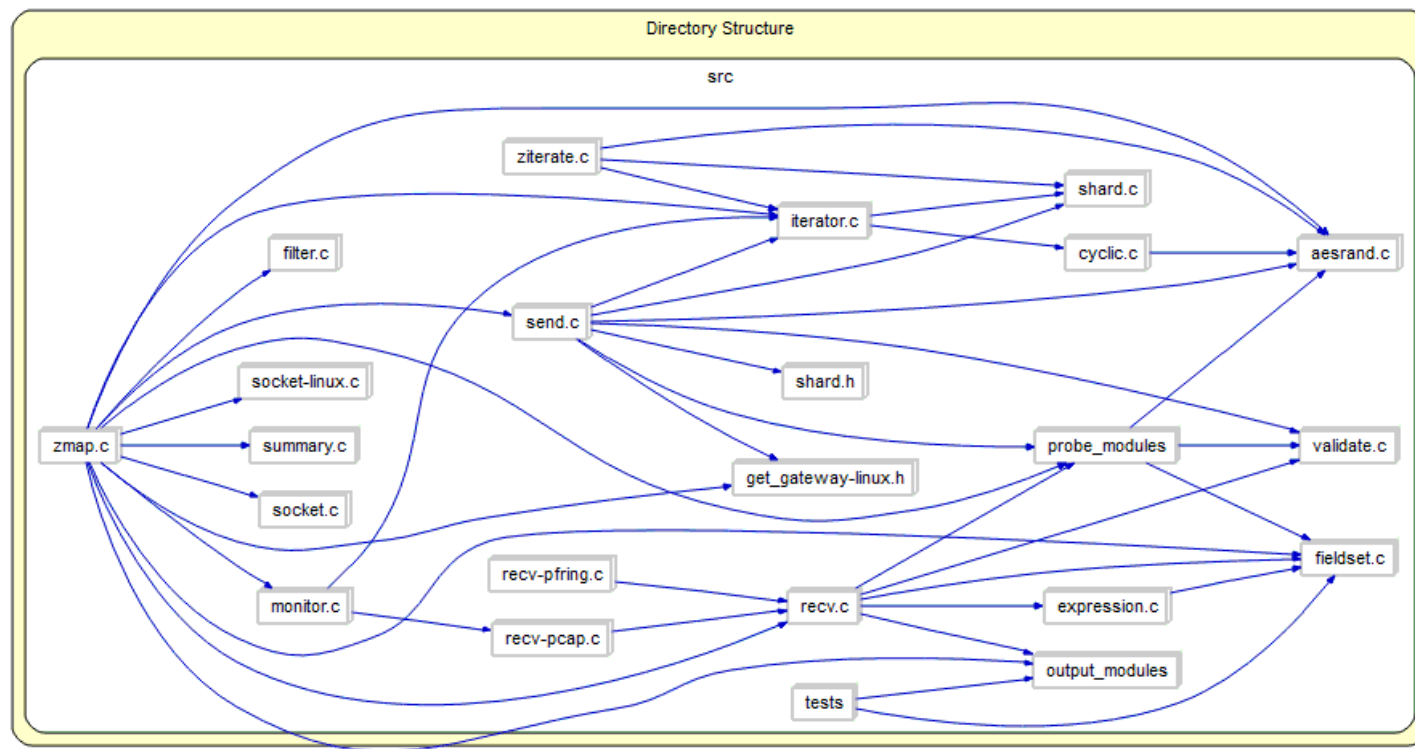 Directory Structure
src
ziterate.c
shard.c
iterator.c
filter.c
cyclic.c
aesrand.c
send.c
socket-linux.c
shard.h
zmap.c
summary.c
probe_modules
validate.c
get_gateway-linux.h
socket.c
recv-pfring.c
fieldset.c
monitor.c
recv.c
expression.c
recv-pcap.c
output_modules
tests